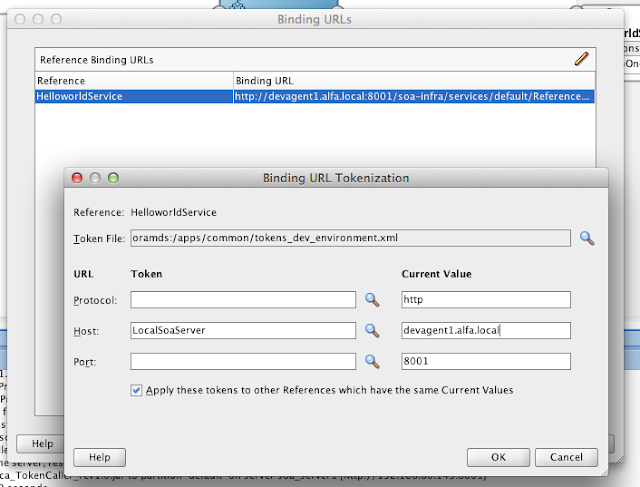 Binding URLs
Reference Binding URLs
Reference Binding URL
HelloworldService http://devagent1.alfa.local:8001/soa-infra/services/default/Reference...
Binding URL Tokenization
Reference: HelloworldService
Token File: oramds:/apps/common/tokens_dev_environment.xml
URL Token Current Value
Protocol: http
Host: LocalSoaServer devagent1.alfa.local
Port: 8001
Apply these tokens to other References which have the same Current Values
Help
Help OK Cancel